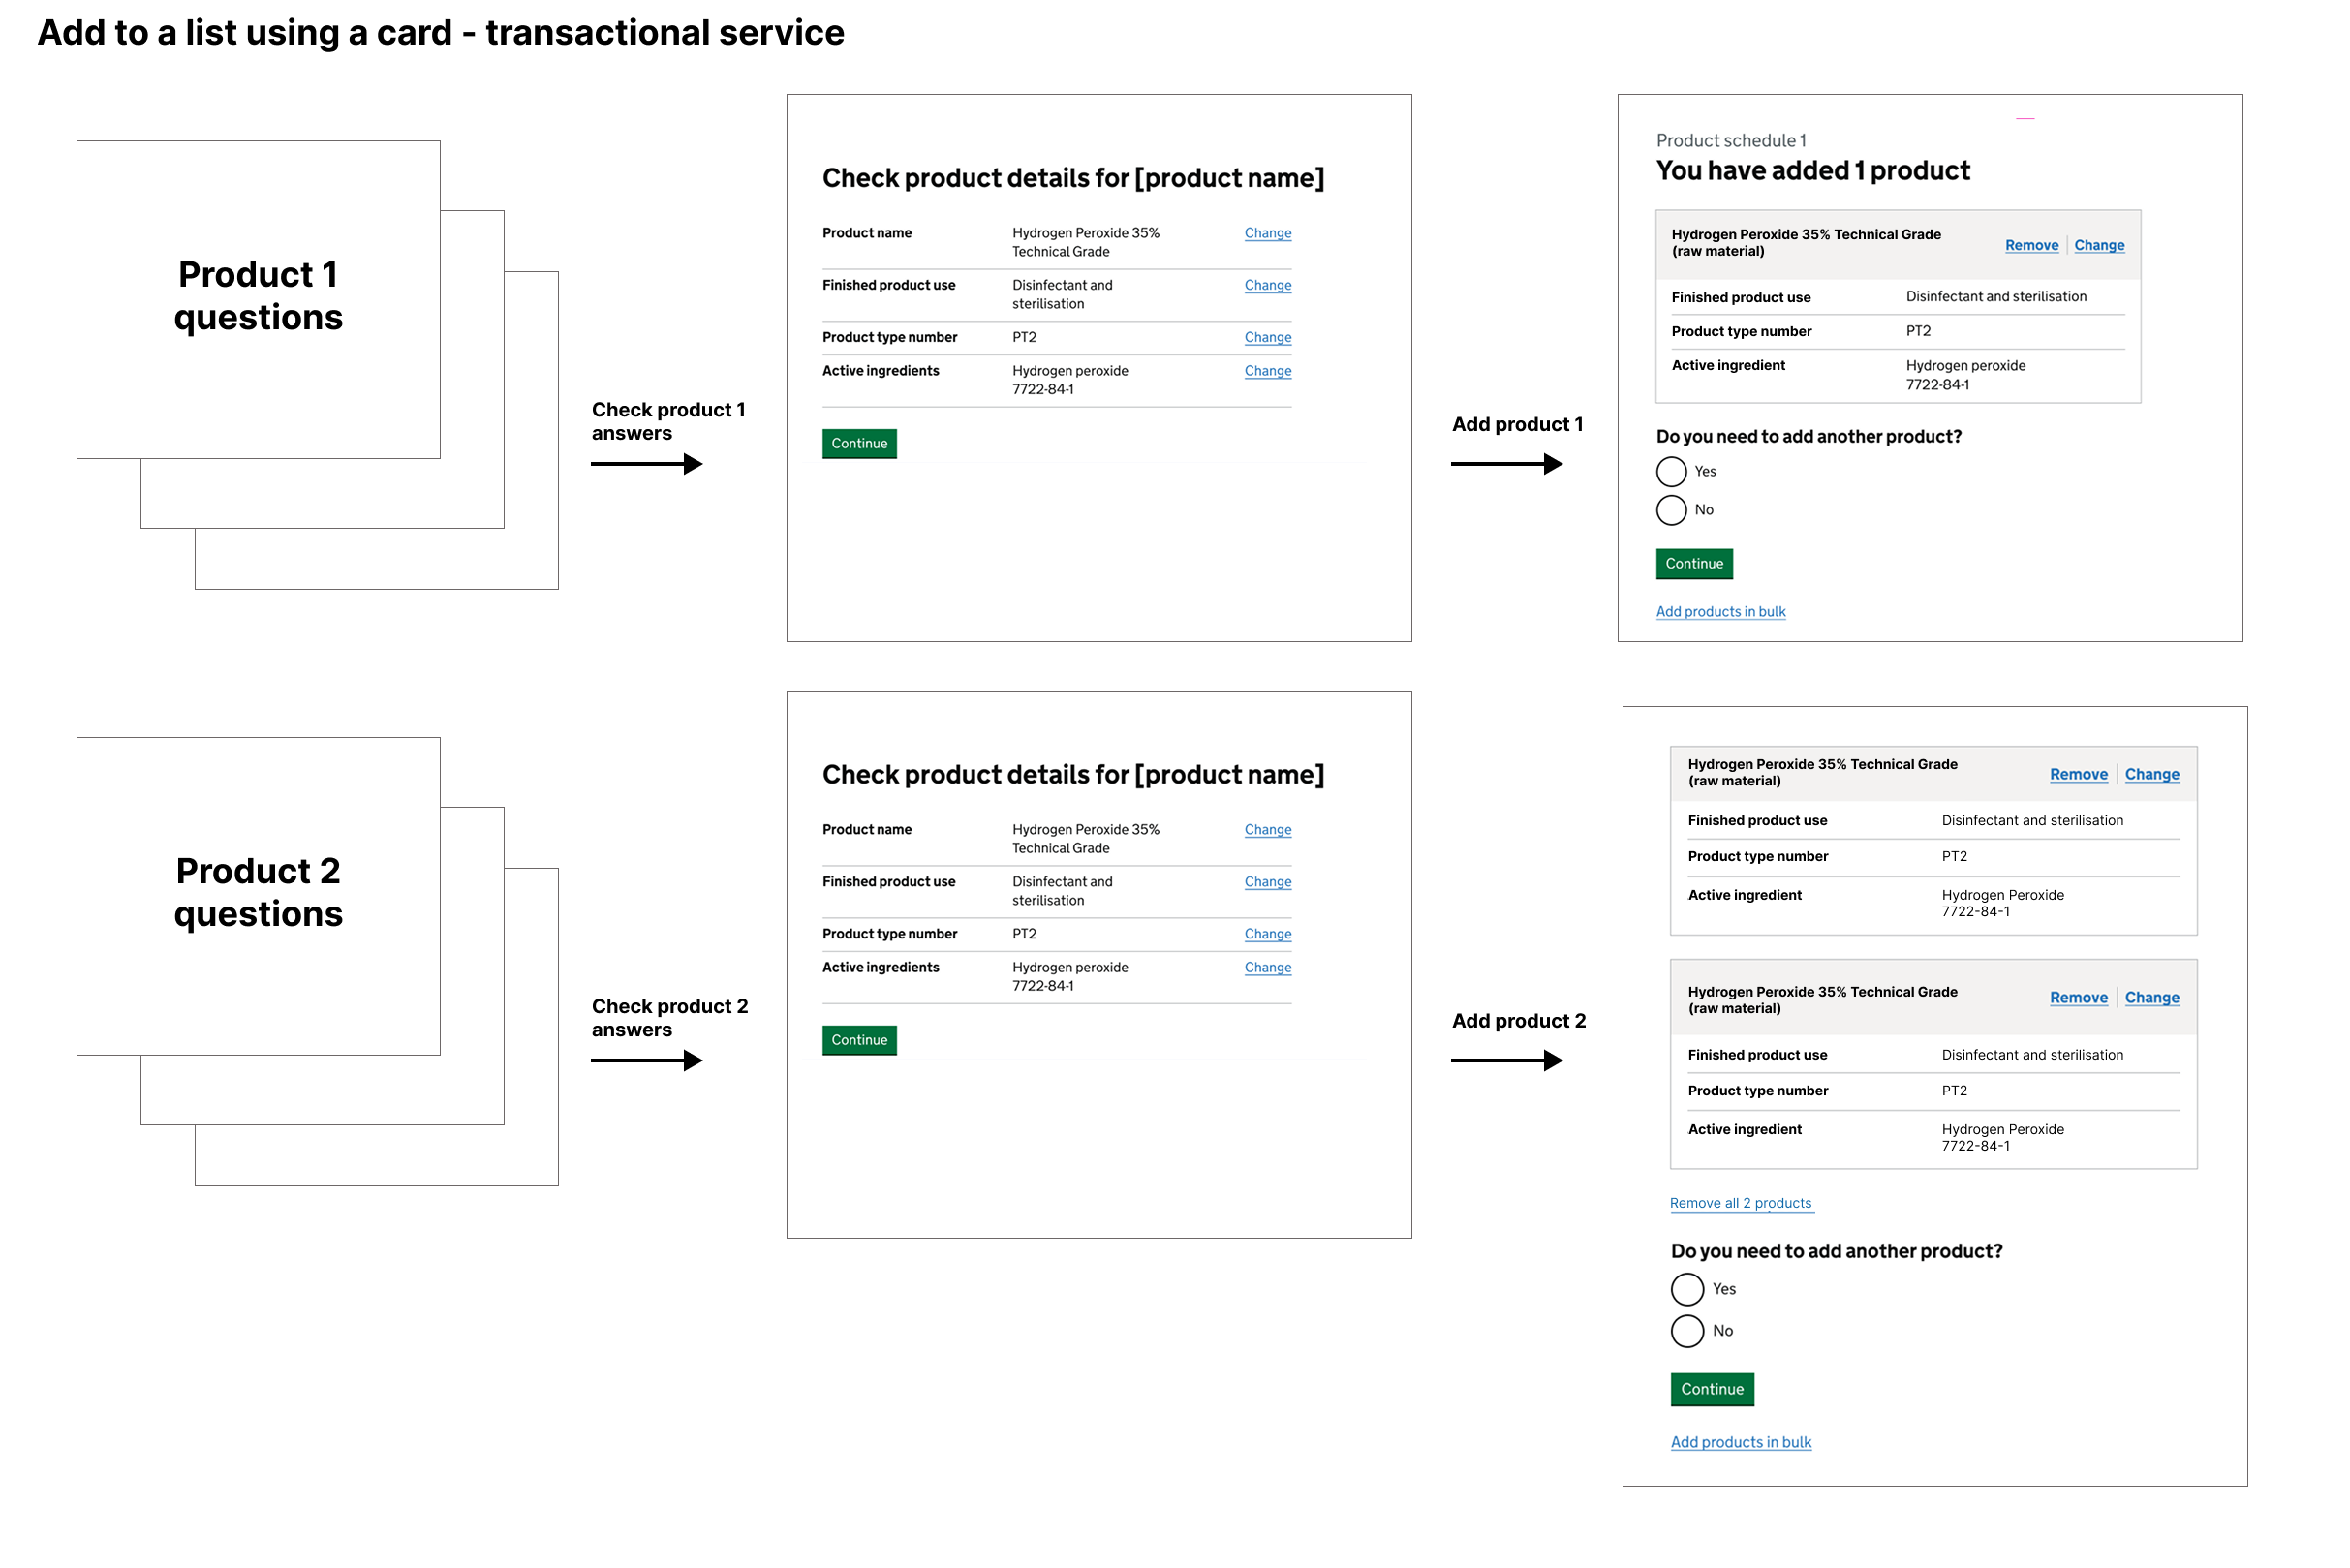 Add to a list using a card - transactional service
Product 1
questions
Check product 1
answers
Check product details for [product name]
Product name
Hydrogen Peroxide 35%
Technical Grade
Change
Finished product use
Disinfectant and
sterilisation
Change
Product type number
PT2
Change
Active ingredients
Hydrogen peroxide
7722-84-1
Change
Continue
Add product 1
Product schedule 1
You have added 1 product
Hydrogen Peroxide 35% Technical Grade
(raw material)
Remove
Change
Finished product use
Disinfectant and sterilisation
Product type number
PT2
Active ingredient
Hydrogen peroxide
7722-84-1
Do you need to add another product?
Yes
No
Continue
Add products in bulk
Product 2
questions
Check product 2
answers
Check product details for [product name]
Product name
Hydrogen Peroxide 35%
Technical Grade
Change
Finished product use
Disinfectant and
sterilisation
Change
Product type number
PT2
Change
Active ingredients
Hydrogen peroxide
7722-84-1
Change
Continue
Add product 2
Hydrogen Peroxide 35% Technical Grade
(raw material)
Remove
Change
Finished product use
Disinfectant and sterilisation
Product type number
PT2
Active ingredient
Hydrogen Peroxide
7722-84-1
Hydrogen Peroxide 35% Technical Grade
(raw material)
Remove
Change
Finished product use
Disinfectant and sterilisation
Product type number
PT2
Active ingredient
Hydrogen Peroxide
7722-84-1
Remove all 2 products
Do you need to add another product?
Yes
No
Continue
Add products in bulk